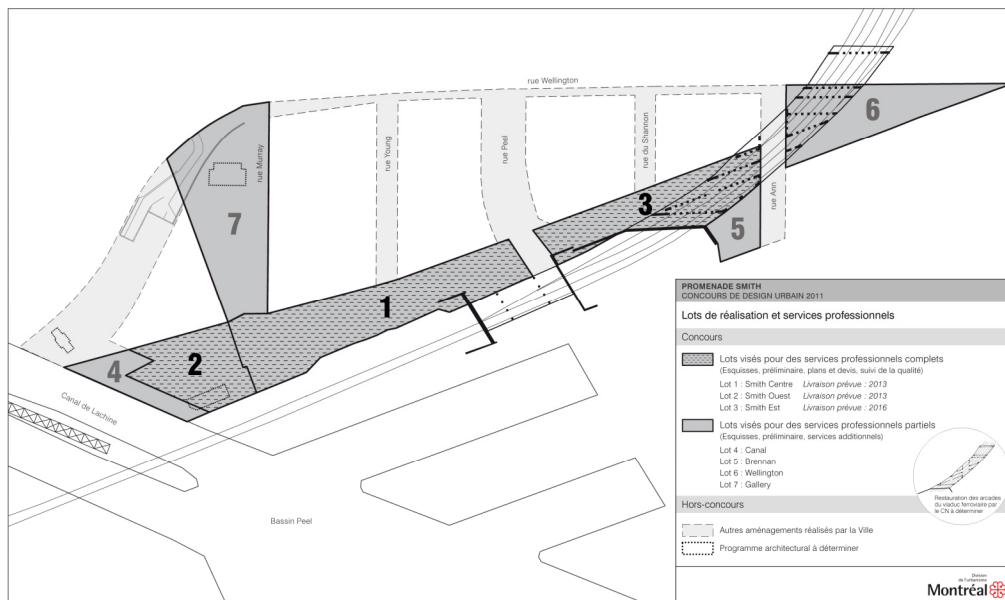 rue Wellington
6
rue Murray
rue Young
rue Peel
rue du Shannon
rue Ann
3
7
5
1
2
4
Canal de Lachine
Bassin Peel
PROMENADE SMITH
CONCOURS DE DESIGN URBAIN 2011
Lots de réalisation et services professionnels
Concours
Lots visés pour des services professionnels complets
(Esquisses, préliminaire, plans et devis, suivi de la qualité)
Lot 1 : Smith Centre Livraison prévue : 2013
Lot 2 : Smith Ouest Livraison prévue : 2013
Lot 3 : Smith Est Livraison prévue : 2016
Lots visés pour des services professionnels partiels
(Esquisses, préliminaire, services additionnels)
Lot 4 : Canal
Lot 5 : Brennan
Lot 6 : Wellington
Lot 7 : Gallery
Restauration des arcades
du viaduc ferroviaire par
le CN à déterminer
Hors-concours
Autres aménagements réalisés par la Ville
Programme architectural à déterminer
Division
de l'urbanisme
Montréal